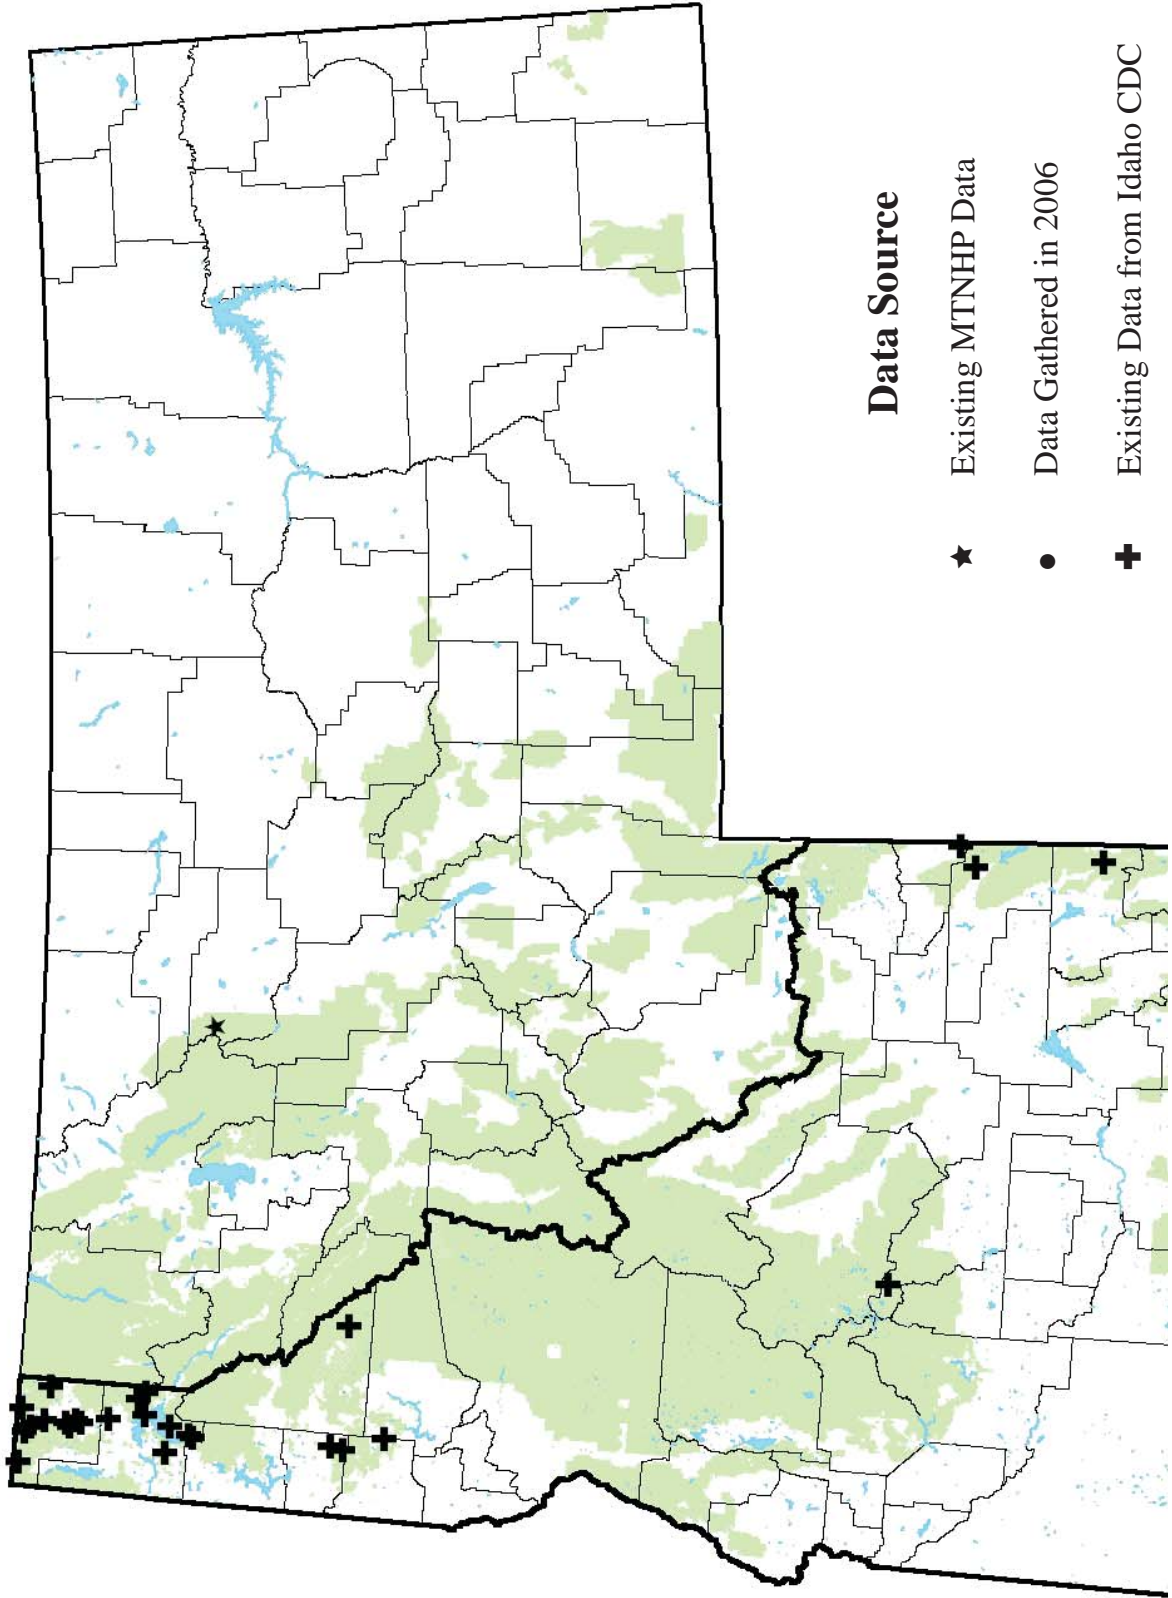 Data Source
Existing MTNHP Data
Data Gathered in 2006
Existing Data from Idaho CDC